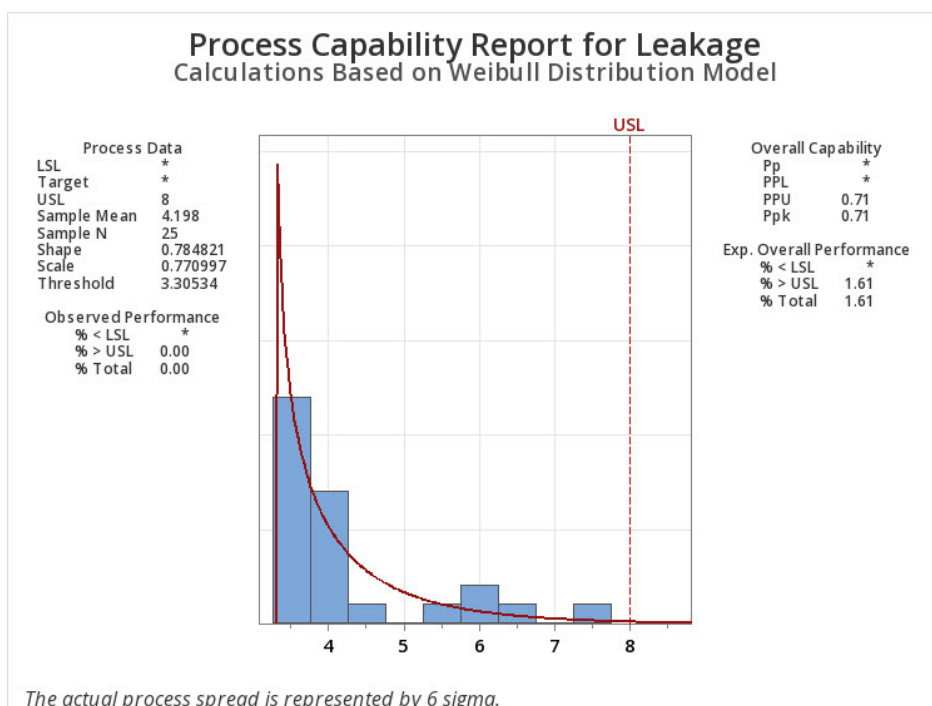 Process Capability Report for Leakage
Calculations Based on Weibull Distribution Model
Process Data
LSL *
Target *
USL 8
Sample Mean 4.198
Sample N 25
Shape 0.784821
Scale 0.770997
Threshold 3.30534
Observed Performance
% < LSL *
% > USL 0.00
% Total 0.00
USL
4 5 6 7 8
Overall Capability
Pp *
PPL *
PPU 0.71
Ppk 0.71
Exp. Overall Performance
% < LSL *
% > USL 1.61
% Total 1.61
The actual process spread is represented by 6 sigma.